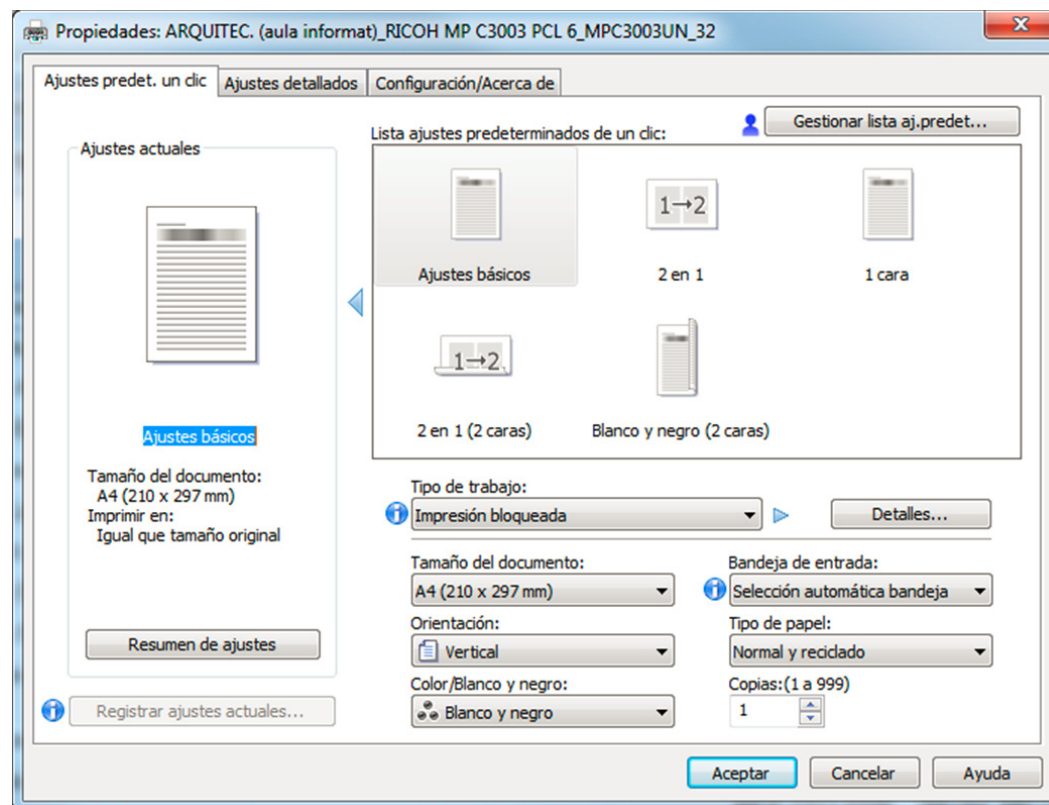 Propiedades: ARQUITEC. (aula informat)_RICOH MP C3003 PCL 6_MPC3003UN_32
Ajustes predet. un clic
Ajustes detallados
Configuración/Acerca de
Ajustes actuales
Ajustes básicos
Tamaño del documento:
A4 (210 x 297 mm)
Imprimir en:
Igual que tamaño original
Resumen de ajustes
Registrar ajustes actuales...
Lista ajustes predeterminados de un clic:
Gestionar lista aj.predet...
Ajustes básicos
1→2
2 en 1
1 cara
1→2
2 en 1 (2 caras)
Blanco y negro (2 caras)
Tipo de trabajo:
Impresión bloqueada
Detalles...
Tamaño del documento:
A4 (210 x 297 mm)
Bandeja de entrada:
Selección automática bandeja
Orientación:
Vertical
Tipo de papel:
Normal y reciclado
Color/Blanco y negro:
Blanco y negro
Copias:(1 a 999)
1
Aceptar
Cancelar
Ayuda